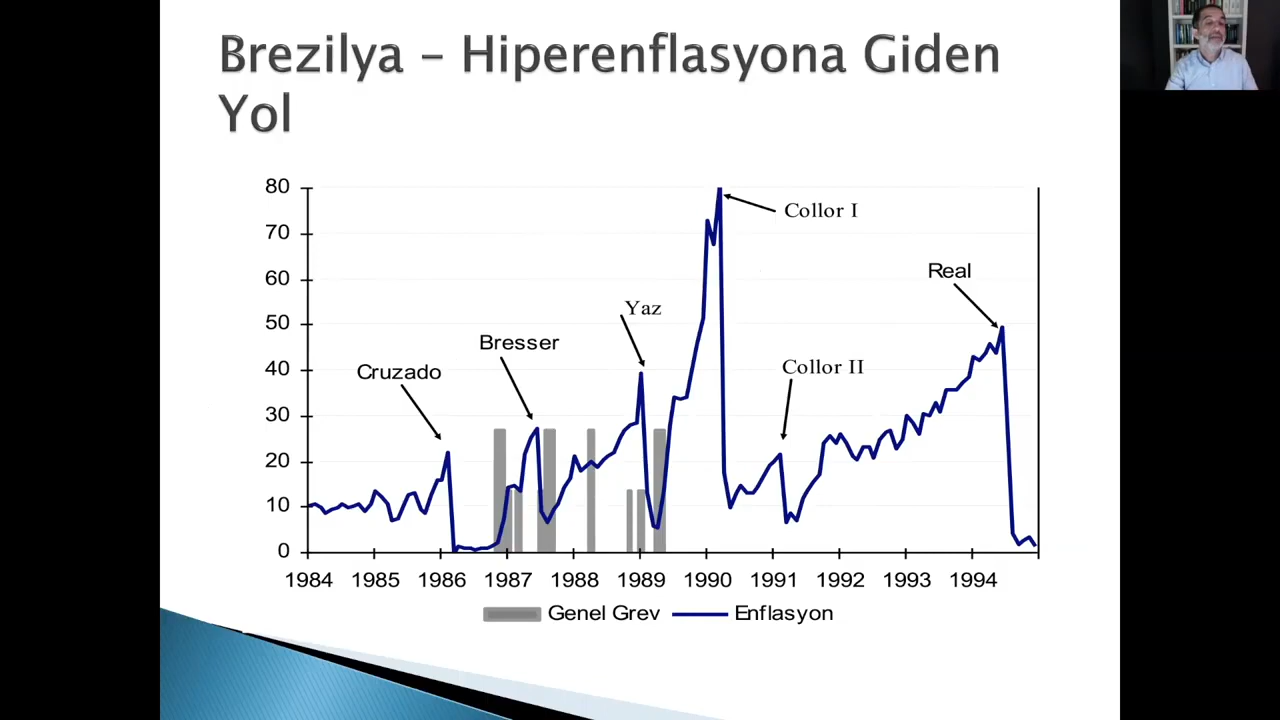 Brezilya – Hiperenflasyona Giden
Yol
80
70
60
50
40
30
20
10
0
Collor I
Real
Yaz
Bresser
Cruzado
Collor II
1984 1985 1986 1987 1988 1989 1990 1991 1992 1993 1994
Genel Grev Enflasyon